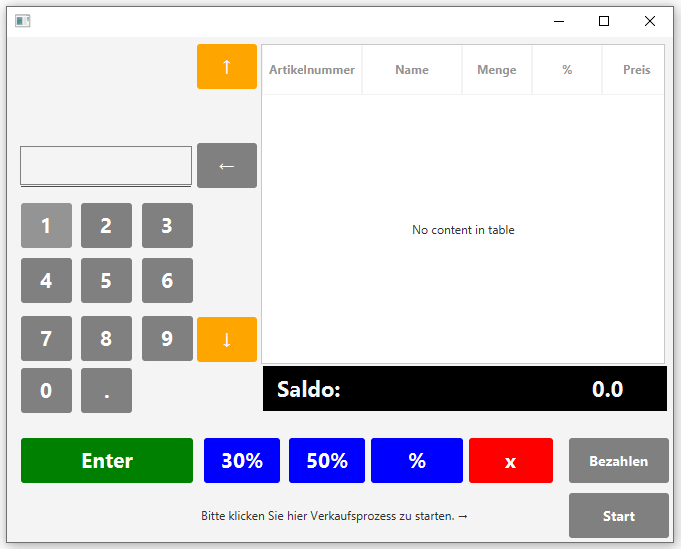 ↑
Artikelnummer Name Menge % Preis
←
1 2 3
No content in table
4 5 6
7 8 9 ↓
0 .
Saldo: 0.0
Enter 30% 50% % x Bezahlen
Bitte klicken Sie hier Verkaufsprozess zu starten. → Start